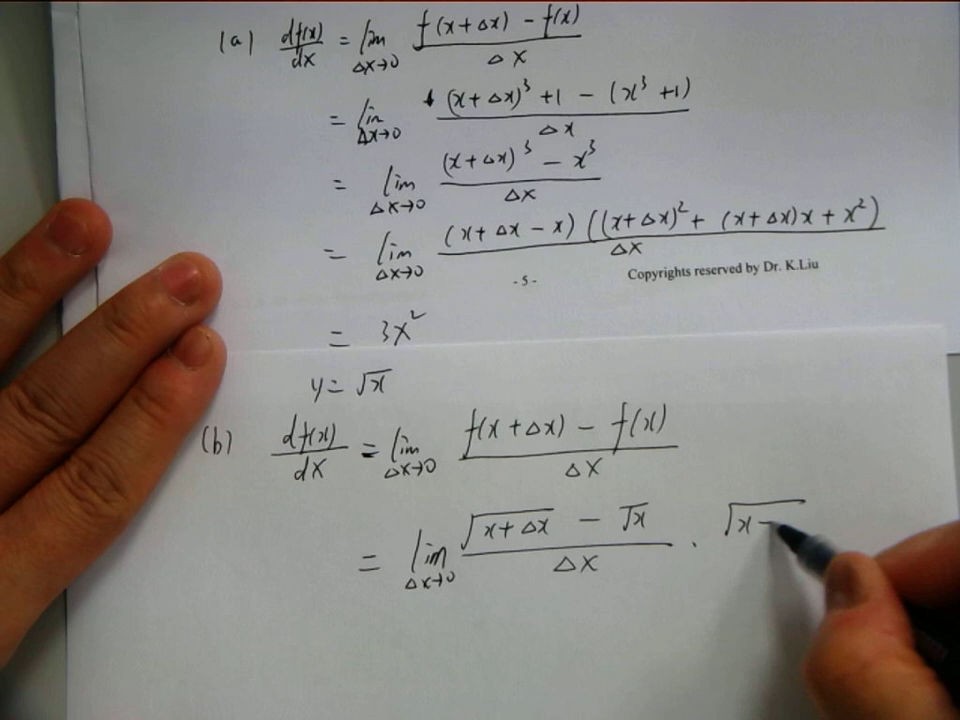 (a) df(x)/dx = lim Δx→0 f(x+Δx) − f(x) / Δx
= lim Δx→0 (x+Δx)³ +1 − (x³ +1) / Δx
= lim Δx→0 (x+Δx)³ − x³ / Δx
= lim Δx→0 (x+Δx − x) ((x+Δx)² + (x+Δx)x + x²) / Δx
- 5 - Copyrights reserved by Dr. K.Liu
= 3x²
y = √x
(b) df(x)/dx = lim Δx→0 f(x+Δx) − f(x) / Δx
= lim Δx→0 √(x+Δx) − √x / Δx · √x